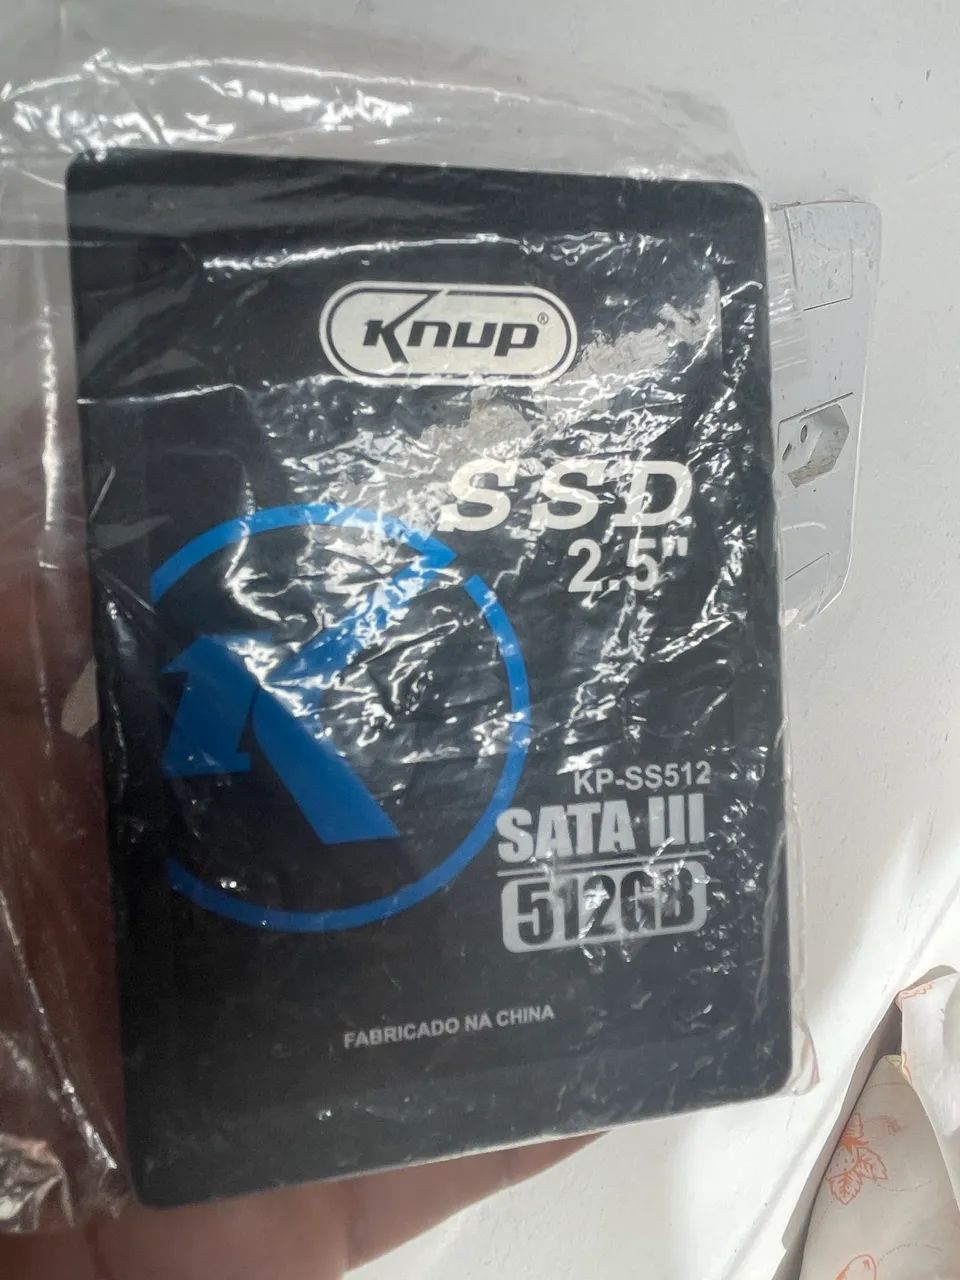 Knup®
SSD
2.5"
KP-SS512
SATA III
512GB
FABRICADO NA CHINA